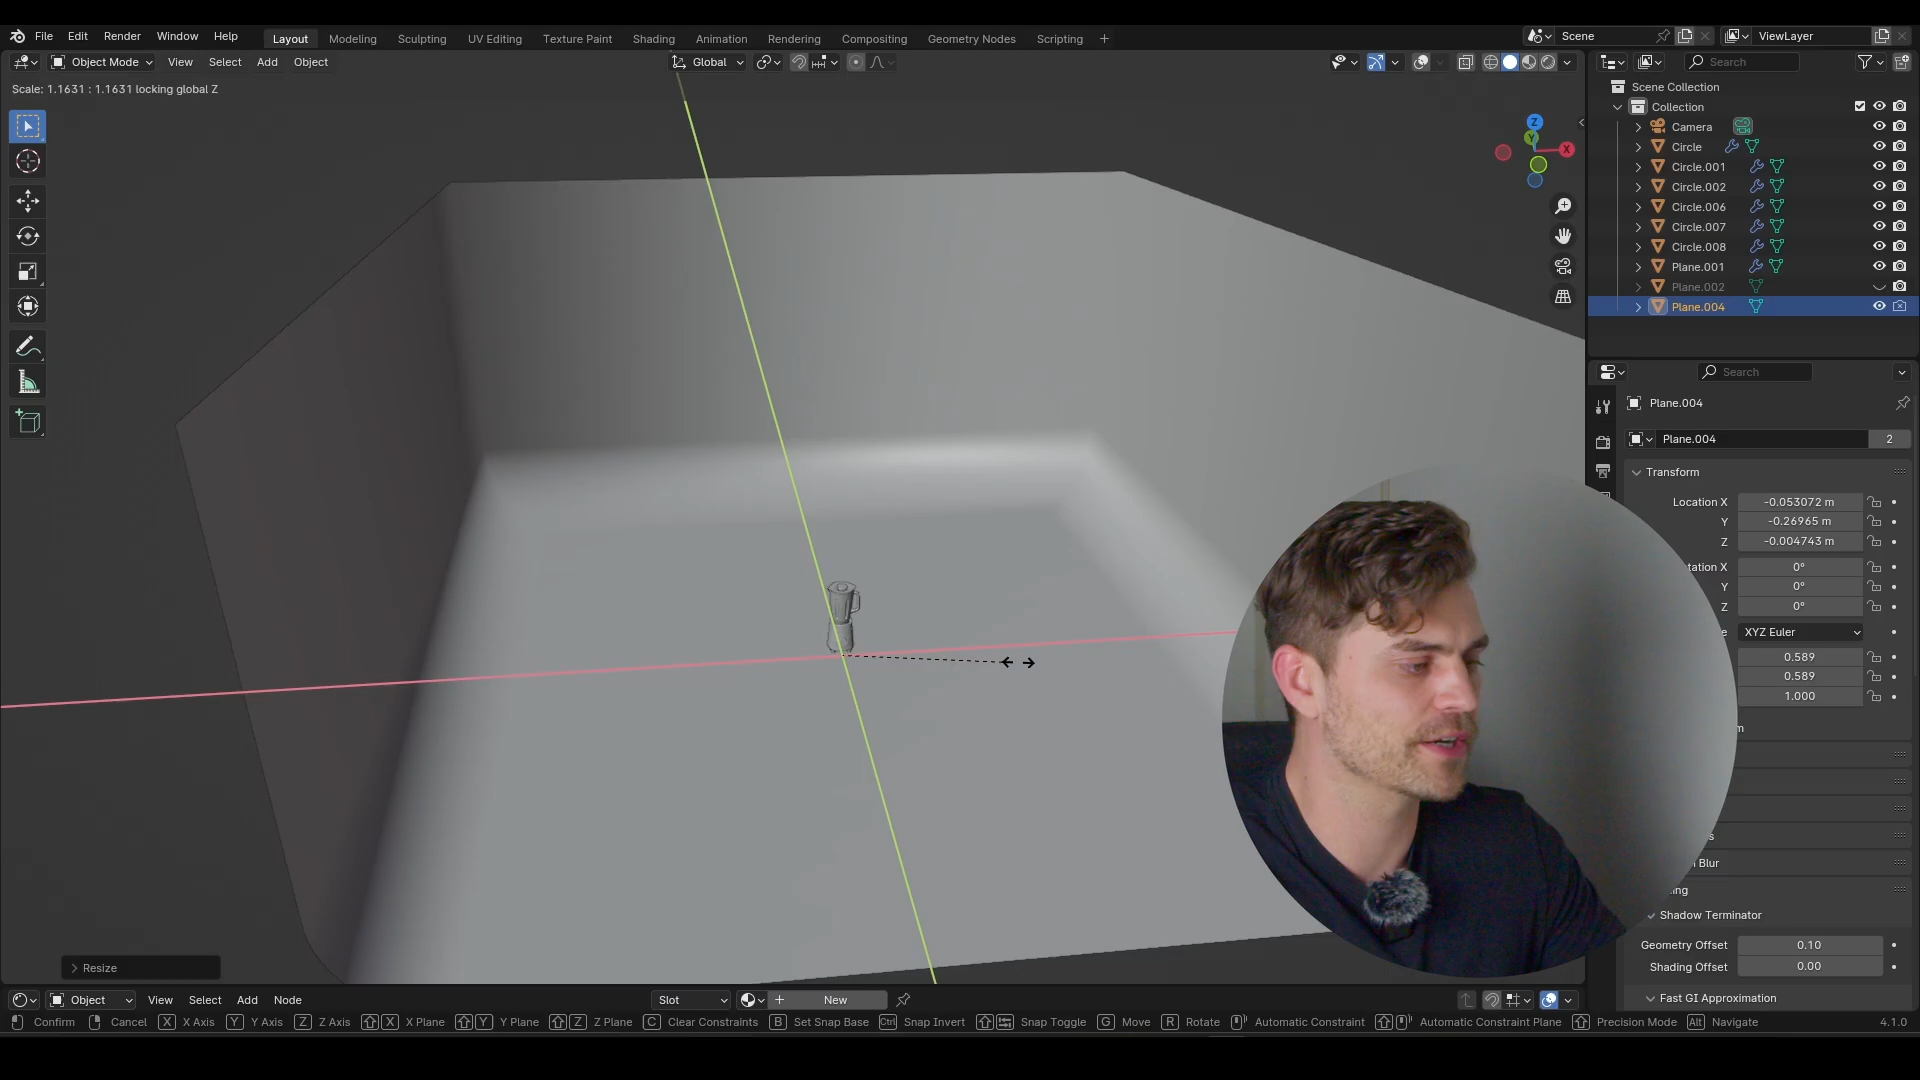 File Edit Render Window Help
Layout Modeling Sculpting UV Editing Texture Paint Shading Animation Rendering Compositing Geometry Nodes Scripting +
Scene
ViewLayer
Object Mode View Select Add Object
Global
Search
Scale: 1.1631 : 1.1631 locking global Z
Scene Collection
Collection
Camera
Circle
Circle.001
Circle.002
Circle.006
Circle.007
Circle.008
Plane.001
Plane.002
Plane.004
Z
Y
X
Search
Plane.004
Plane.004 2
Transform
Location X -0.053072 m
Y -0.26965 m
Z -0.004743 m
tation X 0°
Y 0°
Z 0°
e XYZ Euler
0.589
0.589
1.000
m
s
Blur
ng
Shadow Terminator
Geometry Offset 0.10
Shading Offset 0.00
Fast GI Approximation
Resize
Object View Select Add Node
Slot
New
Confirm Cancel X X Axis Y Y Axis Z Z Axis X X Plane Y Y Plane Z Z Plane C Clear Constraints B Set Snap Base Ctrl Snap Invert Snap Toggle G Move R Rotate Automatic Constraint Automatic Constraint Plane Precision Mode Alt Navigate 4.1.0